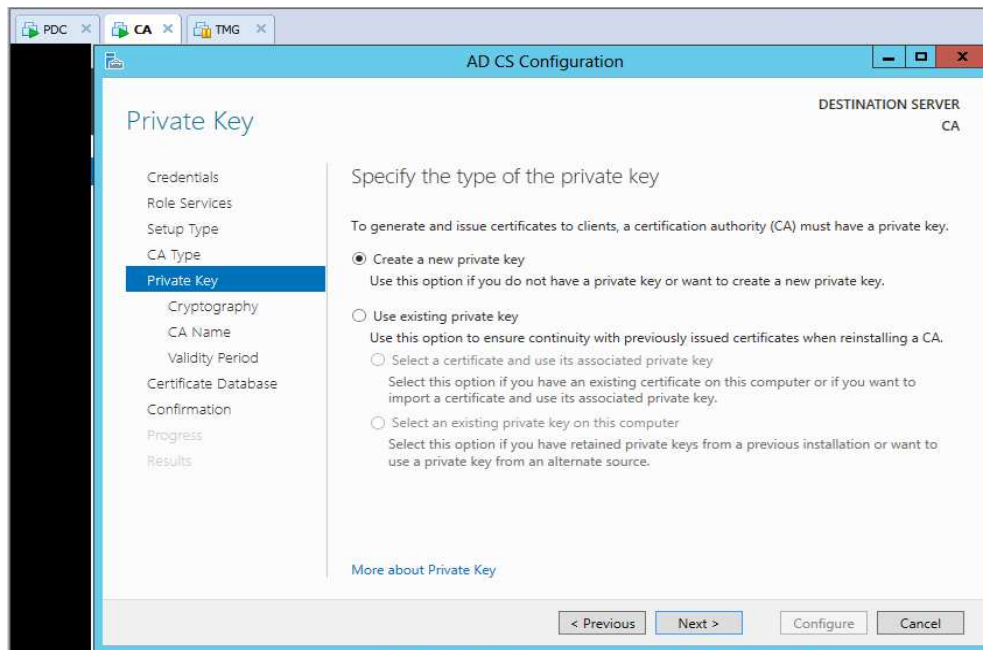 PDC
CA
TMG
AD CS Configuration
Private Key
DESTINATION SERVER
CA
Credentials
Role Services
Setup Type
CA Type
Private Key
Cryptography
CA Name
Validity Period
Certificate Database
Confirmation
Progress
Results
Specify the type of the private key
To generate and issue certificates to clients, a certification authority (CA) must have a private key.
Create a new private key
Use this option if you do not have a private key or want to create a new private key.
Use existing private key
Use this option to ensure continuity with previously issued certificates when reinstalling a CA.
Select a certificate and use its associated private key
Select this option if you have an existing certificate on this computer or if you want to
import a certificate and use its associated private key.
Select an existing private key on this computer
Select this option if you have retained private keys from a previous installation or want to
use a private key from an alternate source.
More about Private Key
< Previous
Next >
Configure
Cancel